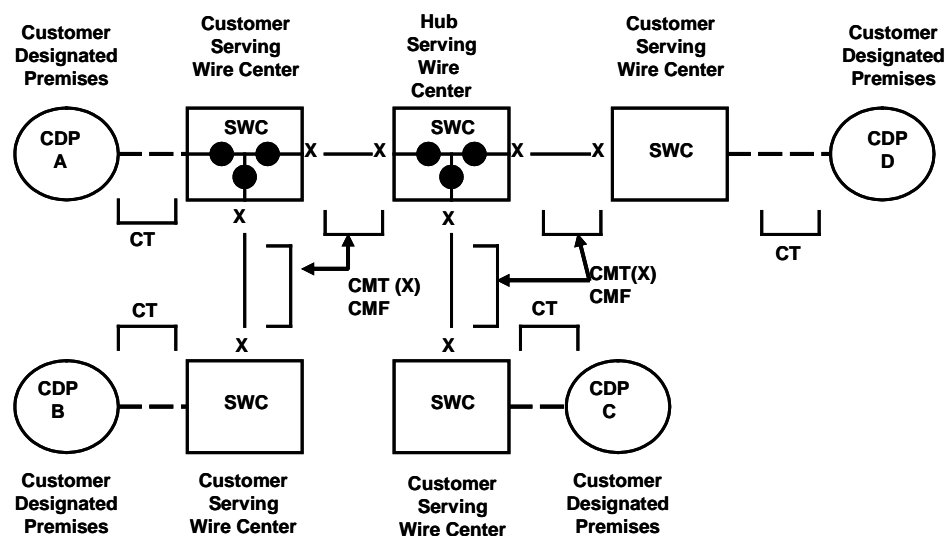 Customer
Designated
Premises
Customer
Serving
Wire Center
Hub
Serving
Wire
Center
Customer
Serving
Wire Center
Customer
Designated
Premises
CDP
A
SWC
X
X
SWC
X
X
SWC
CDP
D
CT
X
X
CT
CMT (X)
CMF
CMT(X)
CMF
CT
CT
X
X
CDP
B
SWC
SWC
CDP
C
Customer
Designated
Premises
Customer
Serving
Wire Center
Customer
Serving
Wire Center
Customer
Designated
Premises